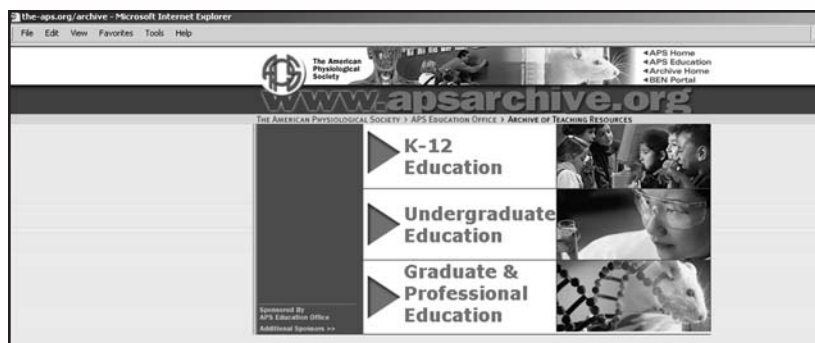 the-aps.org/archive - Microsoft Internet Explorer
File Edit View Favorites Tools Help
APS
The American
Physiological
Society
◄APS Home
◄APS Education
◄Archive Home
◄BEN Portal
www.apsarchive.org
THE AMERICAN PHYSIOLOGICAL SOCIETY > APS EDUCATION OFFICE > ARCHIVE OF TEACHING RESOURCES
K-12
Education
Undergraduate
Education
Graduate &
Professional
Education
Sponsored By
APS Education Office
Additional Sponsors >>